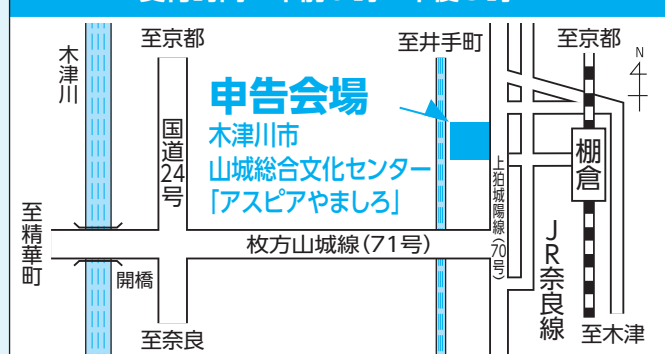 至京都
至井手町
至京都
N
木津川
申告会場
木津川市
山城総合文化センター
「アスピアやましろ」
国道24号
棚倉
上狛城陽線(70号)
至精華町
枚方山城線(71号)
JR奈良線
開橋
至奈良
至木津